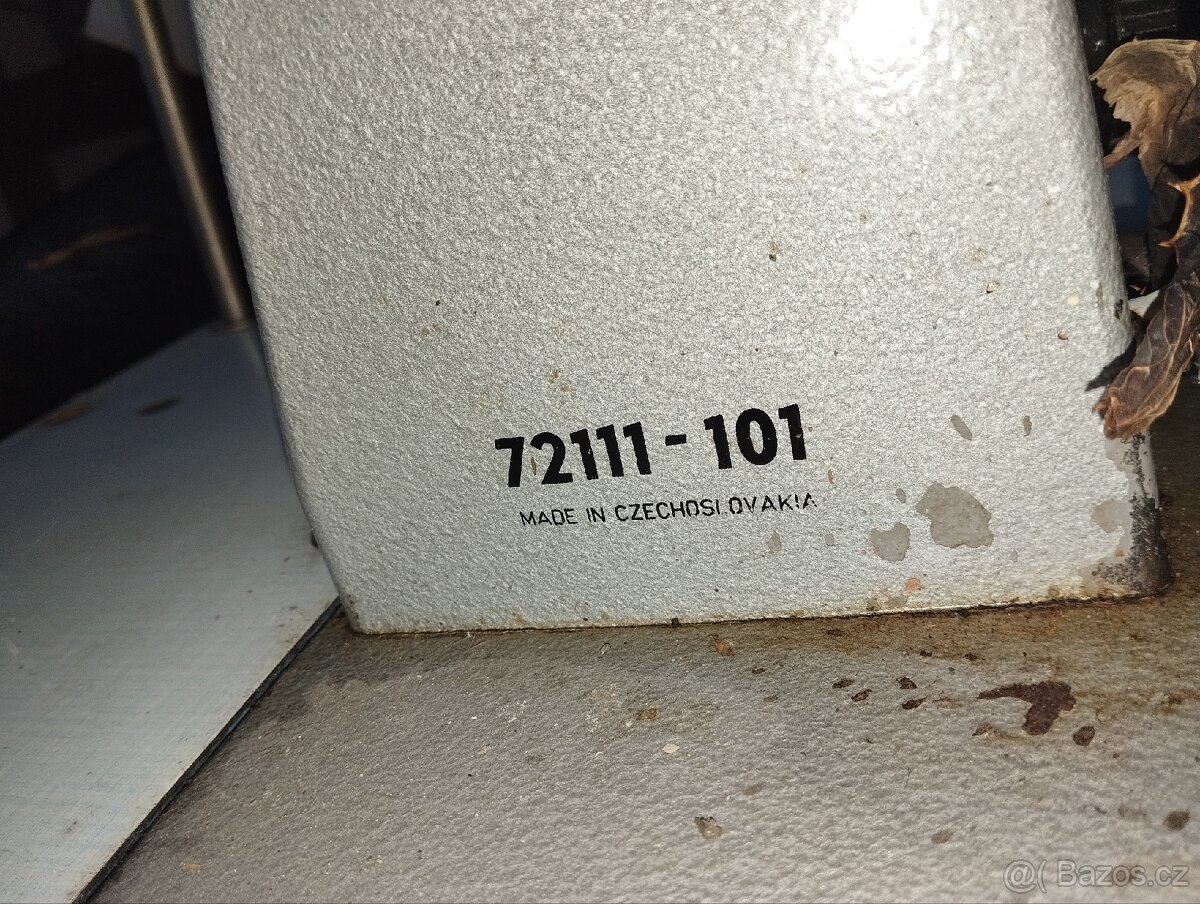 72111-101
MADE IN CZECHOSLOVAKIA
@( Bazos.cz